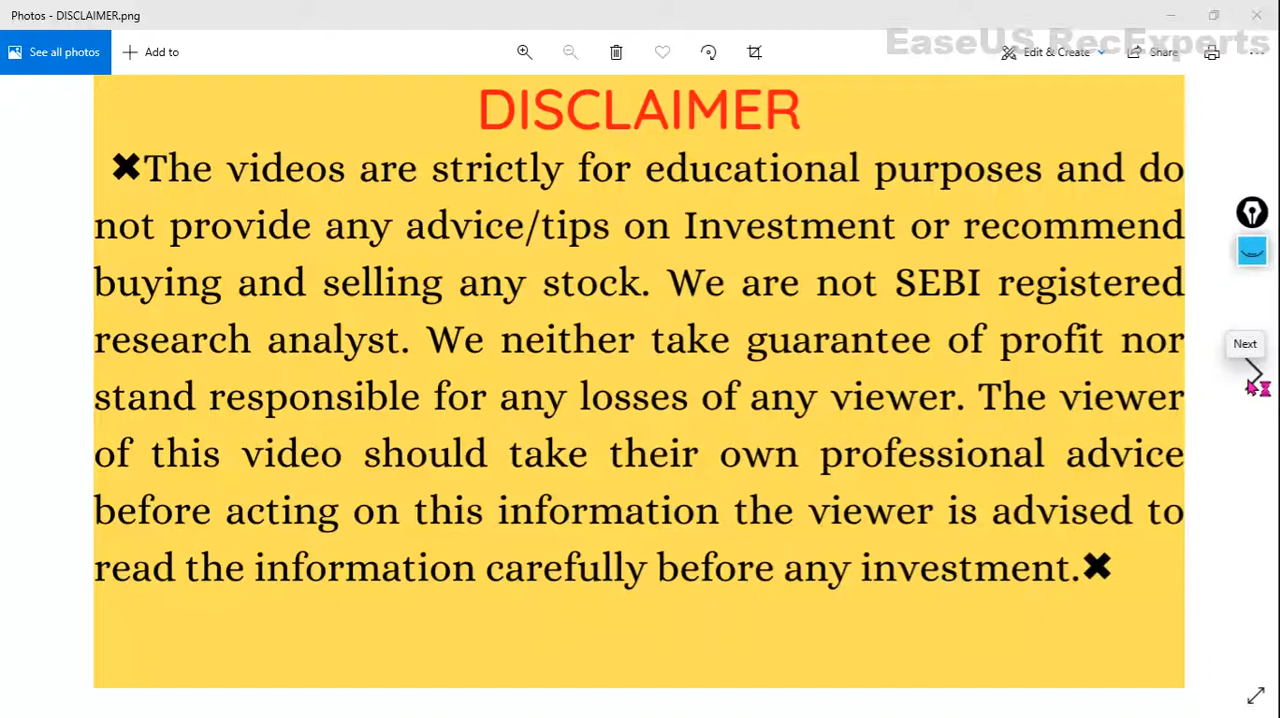 Photos - DISCLAIMER.png
EaseUS RecExperts
See all photos
Add to
Edit & Create
Share
DISCLAIMER
✖The videos are strictly for educational purposes and do
not provide any advice/tips on Investment or recommend
buying and selling any stock. We are not SEBI registered
research analyst. We neither take guarantee of profit nor
stand responsible for any losses of any viewer. The viewer
of this video should take their own professional advice
before acting on this information the viewer is advised to
read the information carefully before any investment.✖
Next